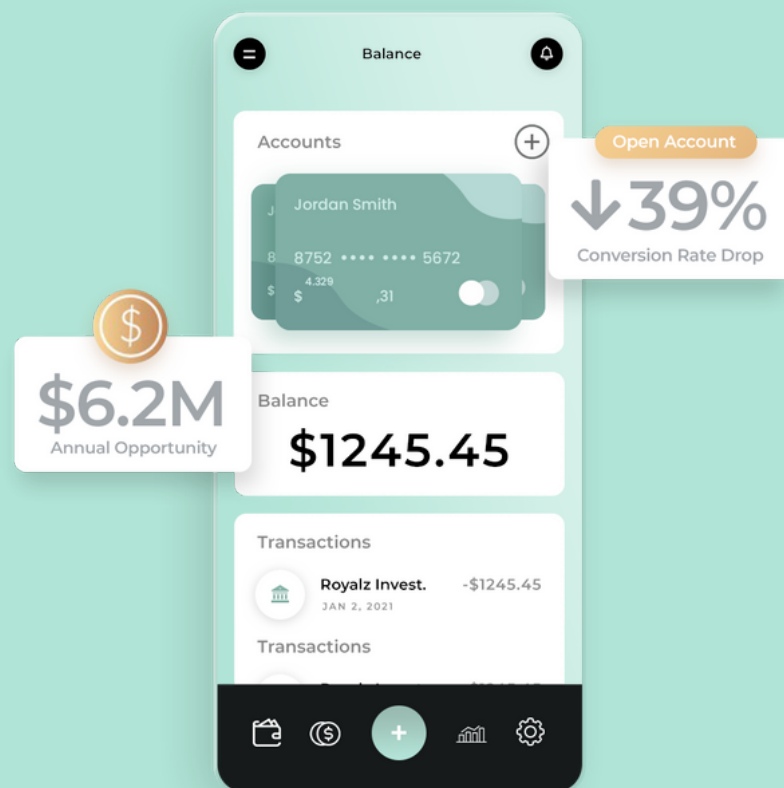 Balance
Accounts
Open Account
39%
Conversion Rate Drop
Jordan Smith
8752 •••• •••• 5672
$ 4.329 ,31
$
$6.2M
Annual Opportunity
Balance
$1245.45
Transactions
Royalz Invest. -$1245.45
JAN 2, 2021
Transactions